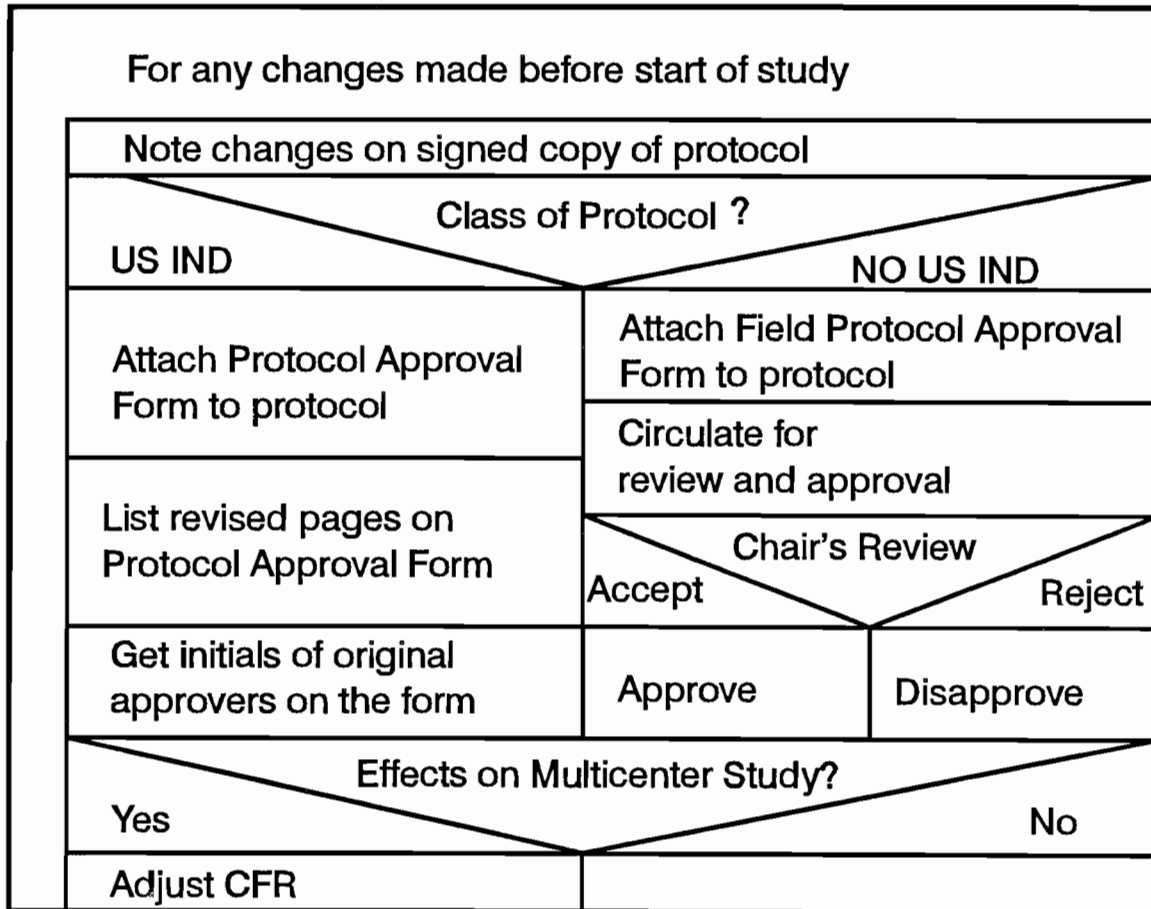 For any changes made before start of study
Note changes on signed copy of protocol
Class of Protocol ?
US IND
NO US IND
Attach Protocol Approval
Form to protocol
List revised pages on
Protocol Approval Form
Get initials of original
approvers on the form
Attach Field Protocol Approval
Form to protocol
Circulate for
review and approval
Chair's Review
Accept
Reject
Approve
Disapprove
Effects on Multicenter Study?
Yes
No
Adjust CFR